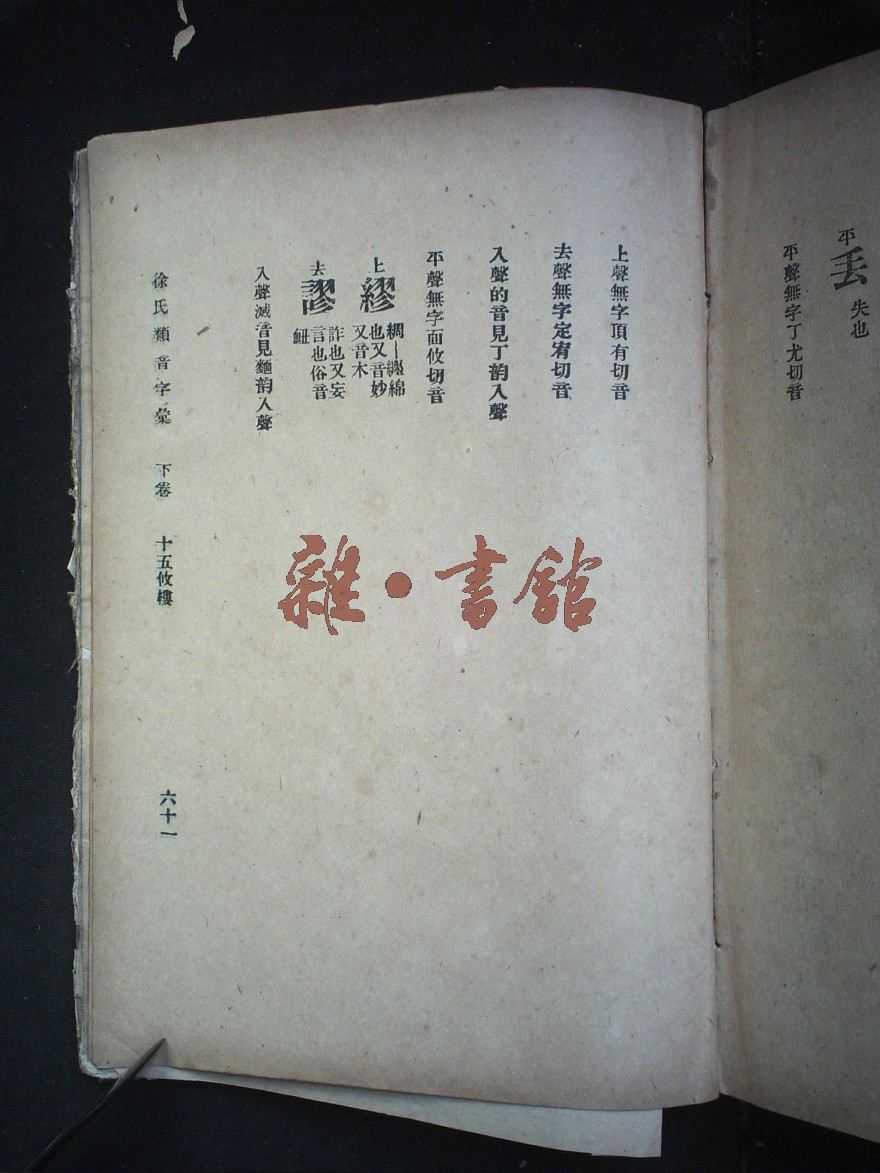 平
丟 失也
平聲無字丁尤切音
上聲無字頂有切音
去聲無字定宥切音
入聲的音見丁韵入聲
平聲無字面攸切音
上
繆 綢—纏綿
也又音妙
又音木
去
謬 詐也又妄
言也俗音
鈕
入聲滅音見麵韵入聲
徐氏類音字彙 下卷 十五攸樓 六十一
雜·書館